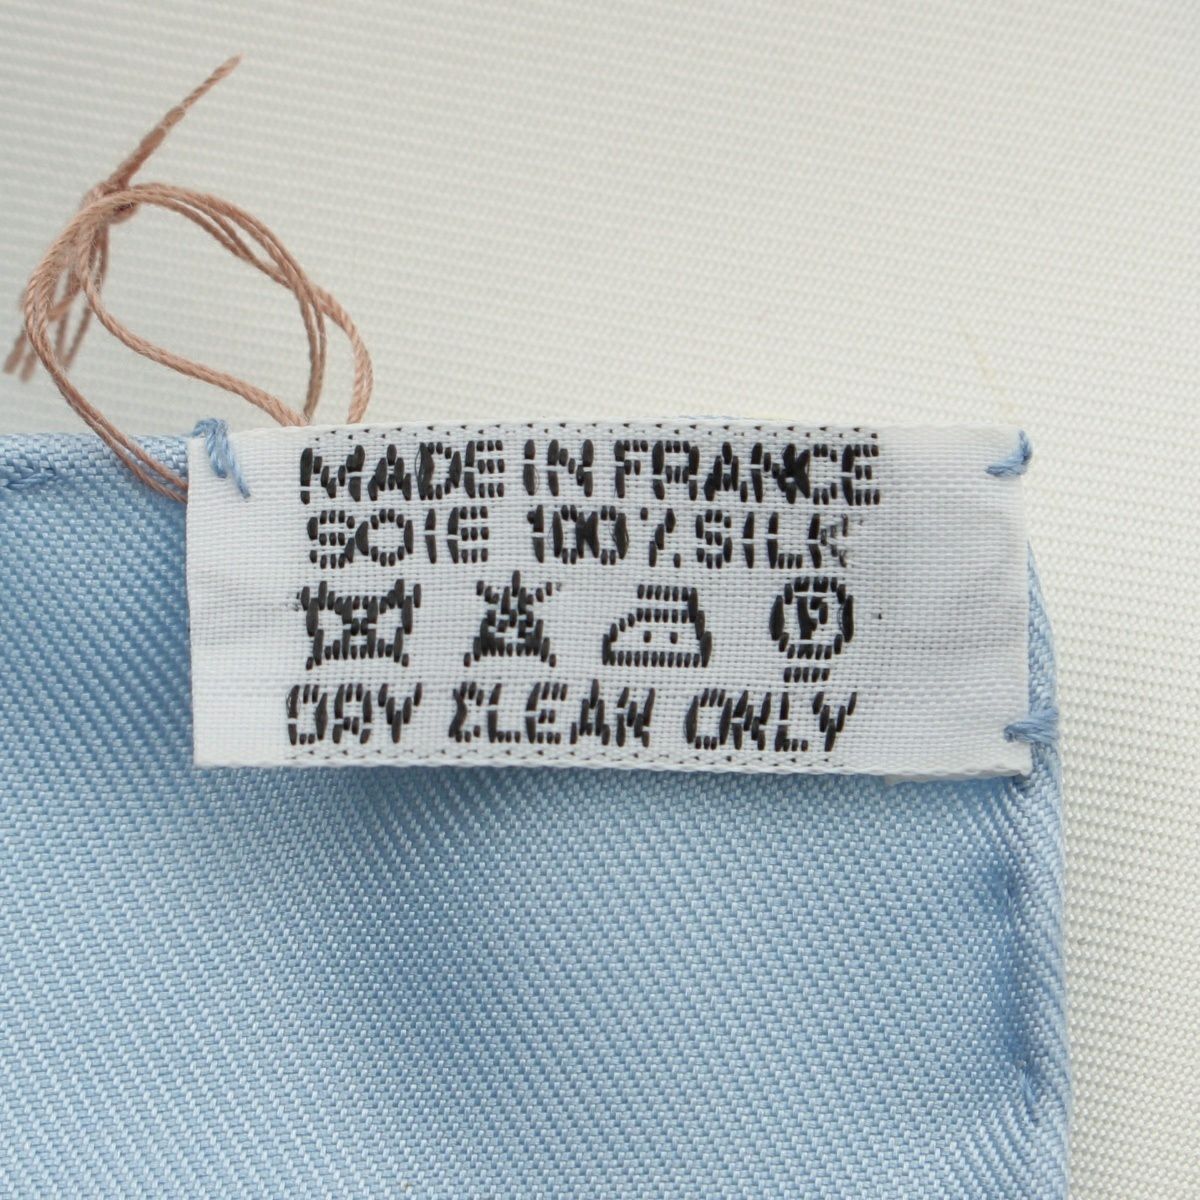 MADE IN FRANCE
SOIE 100% SILK
P
DRY CLEAN ONLY